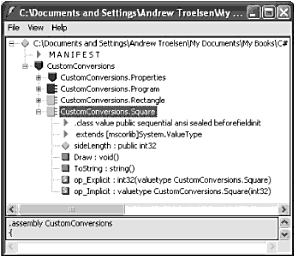 C:\Documents and Settings\Andrew Troelsen\My ...
File View Help
C:\Documents and Settings\Andrew Troelsen\My Documents\My Books\C#
MANIFEST
CustomConversions
CustomConversions.Properties
CustomConversions.Program
CustomConversions.Rectangle
CustomConversions.Square
.class value public sequential ansi sealed beforefieldinit
extends [mscorlib]System.ValueType
sideLength : public int32
Draw : void()
ToString : string()
op_Explicit : int32(valuetype CustomConversions.Square)
op_Implicit : valuetype CustomConversions.Square(int32)
.assembly CustomConversions
{